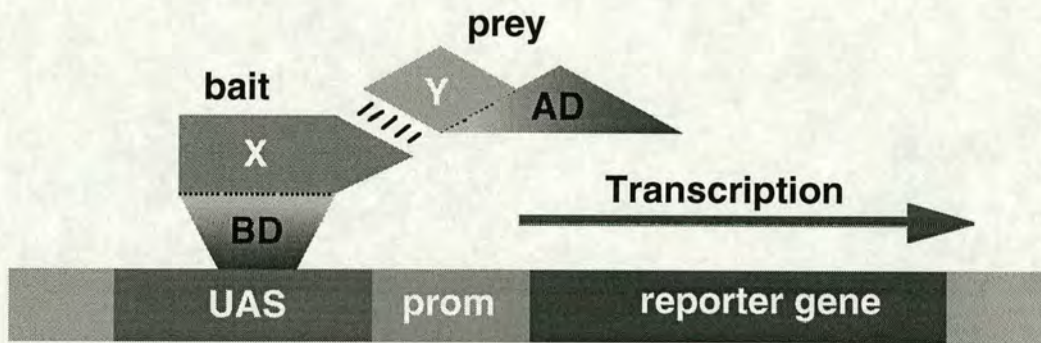 prey
bait
Y
AD
X
Transcription
BD
UAS prom reporter gene